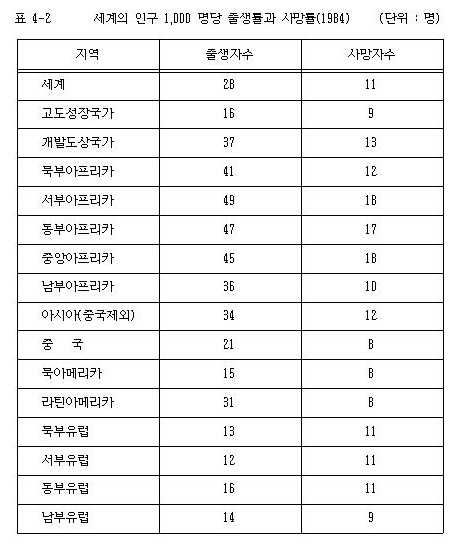 표 4-2 세계의 인구 1,000 명당 출생률과 사망률(1984) (단위 : 명)
지역 출생자수 사망자수
세계 28 11
고도성장국가 16 9
개발도상국가 37 13
북부아프리카 41 12
서부아프리카 49 18
동부아프리카 47 17
중앙아프리카 45 18
남부아프리카 36 10
아시아(중국제외) 34 12
중 국 21 8
북아메리카 15 8
라틴아메리카 31 8
북부유럽 13 11
서부유럽 12 11
동부유럽 16 11
남부유럽 14 9